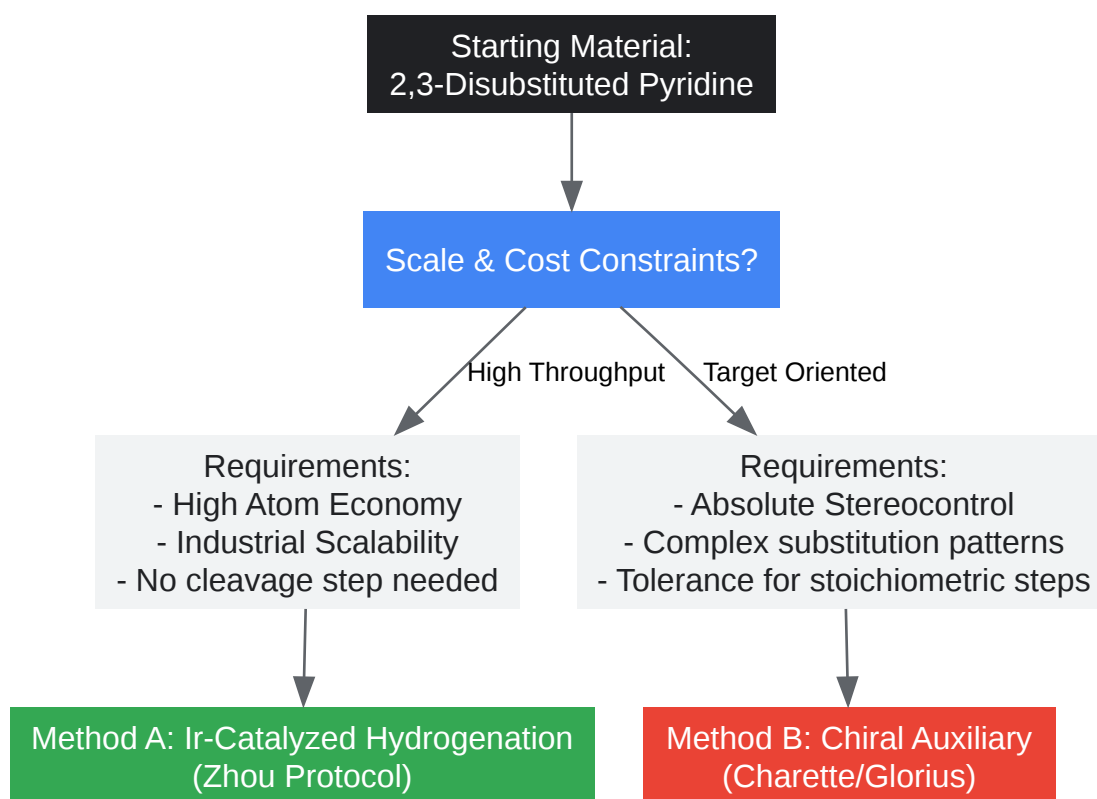 Starting Material:
2,3-Disubstituted Pyridine
Scale & Cost Constraints?
High Throughput
Target Oriented
Requirements:
- High Atom Economy
- Industrial Scalability
- No cleavage step needed
Requirements:
- Absolute Stereocontrol
- Complex substitution patterns
- Tolerance for stoichiometric steps
Method A: Ir-Catalyzed Hydrogenation
(Zhou Protocol)
Method B: Chiral Auxiliary
(Charette/Glorius)